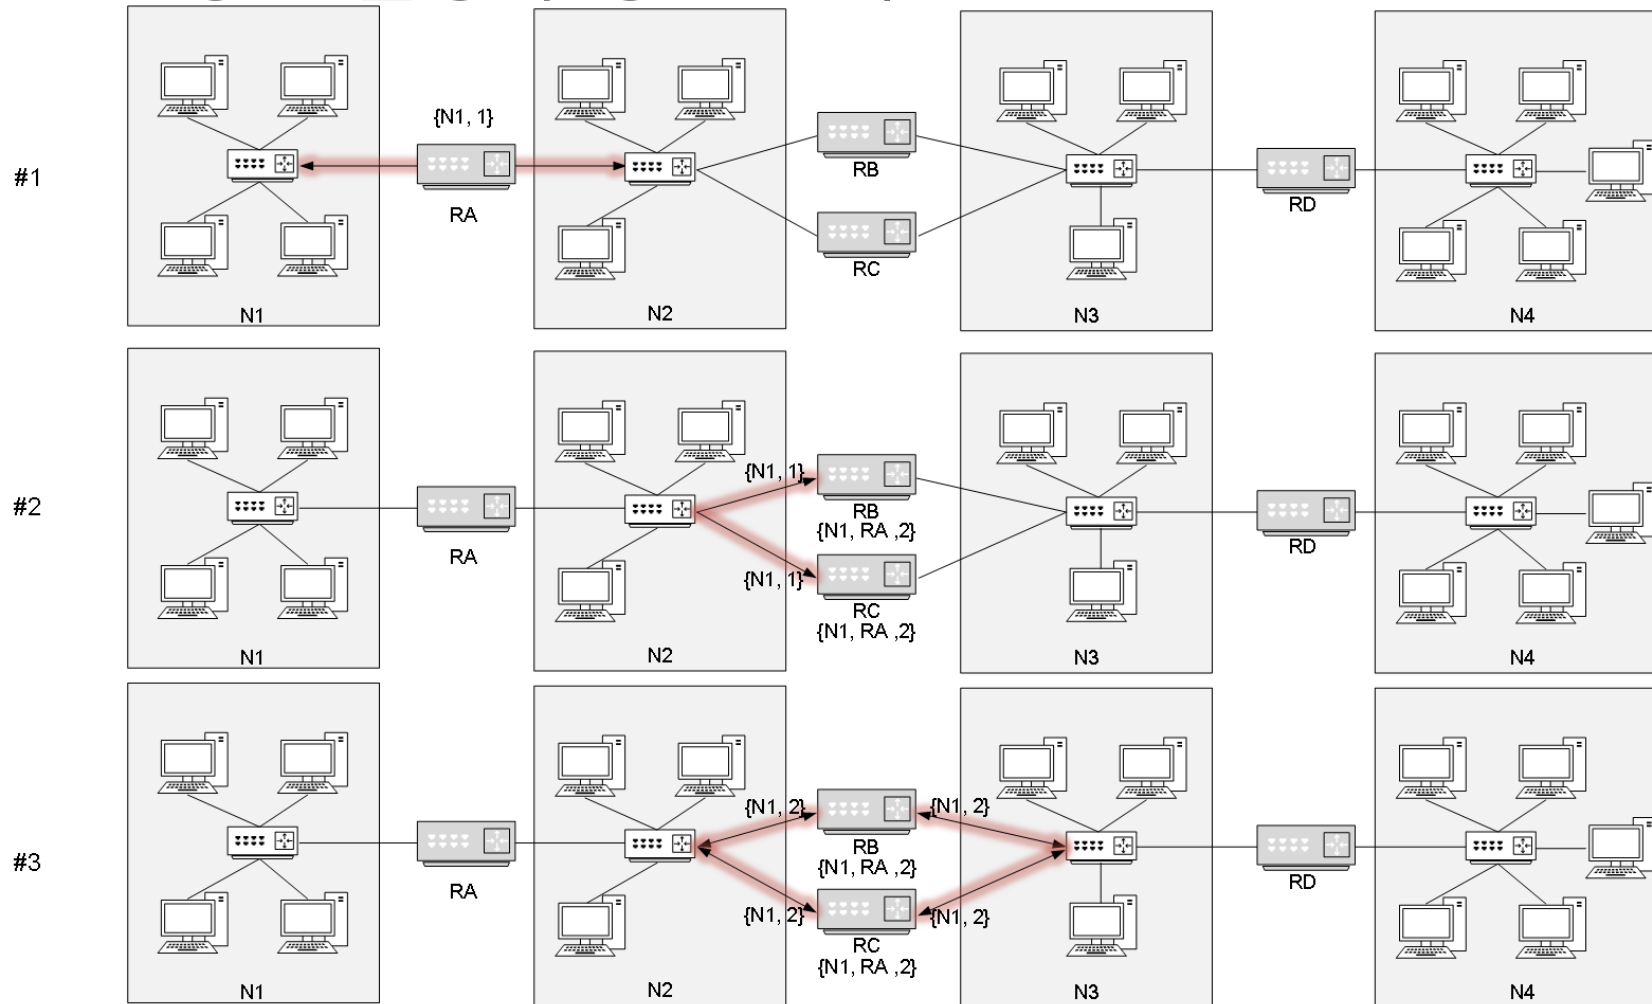 {N1, 1}
#1
RA
RB
RC
RD
N1
N2
N3
N4
{N1, 1}
#2
RA
RB
{N1, RA ,2}
{N1, 1}
RC
{N1, RA ,2}
RD
N1
N2
N3
N4
{N1, 2}
{N1, 2}
#3
RA
RB
{N1, RA ,2}
{N1, 2}
{N1, 2}
RC
{N1, RA ,2}
RD
N1
N2
N3
N4